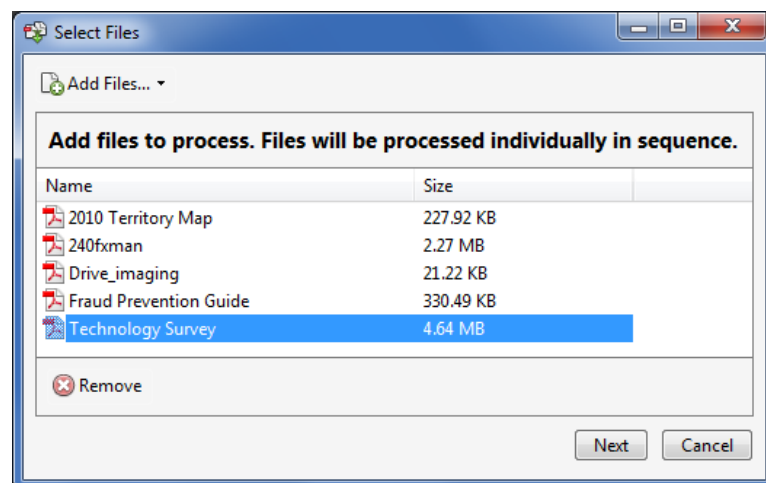 Select Files
Add Files...
Add files to process. Files will be processed individually in sequence.
Name Size
2010 Territory Map 227.92 KB
240fxman 2.27 MB
Drive_imaging 21.22 KB
Fraud Prevention Guide 330.49 KB
Technology Survey 4.64 MB
Remove
Next Cancel